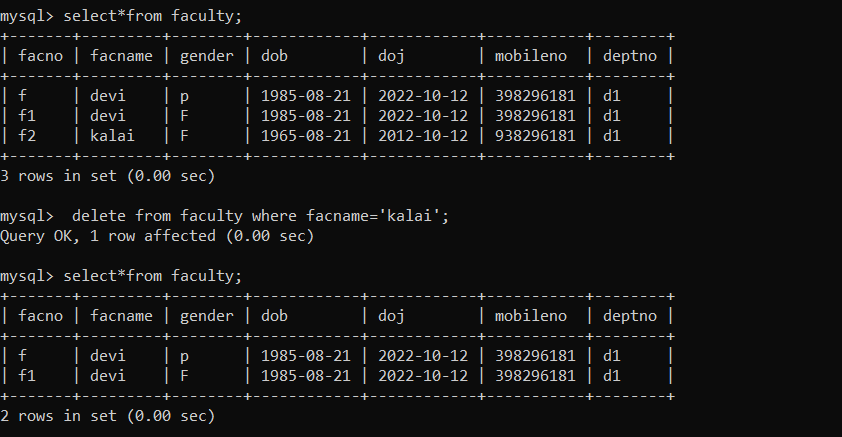 mysql> select*from faculty;
+-------+---------+--------+------------+------------+-----------+--------+
| facno | facname | gender | dob        | doj        | mobileno  | deptno |
+-------+---------+--------+------------+------------+-----------+--------+
| f     | devi    | p      | 1985-08-21 | 2022-10-12 | 398296181 | d1     |
| f1    | devi    | F      | 1985-08-21 | 2022-10-12 | 398296181 | d1     |
| f2    | kalai   | F      | 1965-08-21 | 2012-10-12 | 938296181 | d1     |
+-------+---------+--------+------------+------------+-----------+--------+
3 rows in set (0.00 sec)

mysql>  delete from faculty where facname='kalai';
Query OK, 1 row affected (0.00 sec)

mysql> select*from faculty;
+-------+---------+--------+------------+------------+-----------+--------+
| facno | facname | gender | dob        | doj        | mobileno  | deptno |
+-------+---------+--------+------------+------------+-----------+--------+
| f     | devi    | p      | 1985-08-21 | 2022-10-12 | 398296181 | d1     |
| f1    | devi    | F      | 1985-08-21 | 2022-10-12 | 398296181 | d1     |
+-------+---------+--------+------------+------------+-----------+--------+
2 rows in set (0.00 sec)